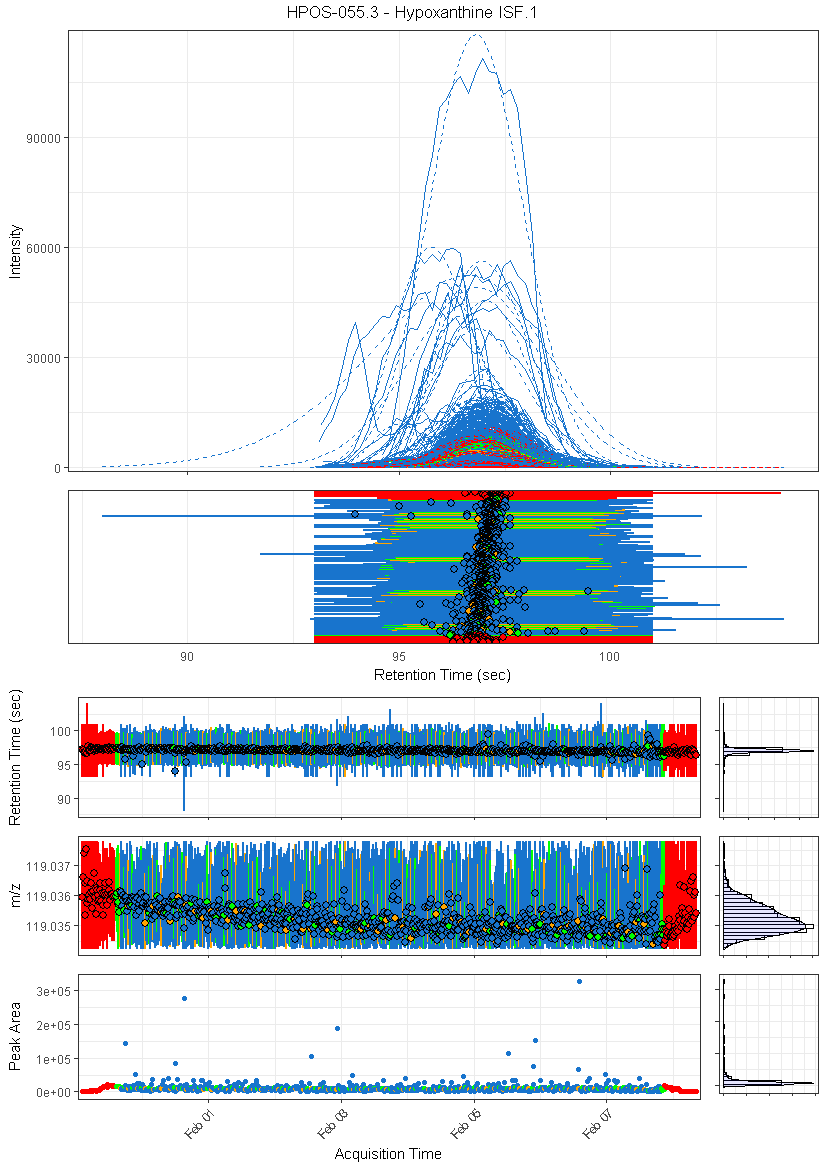 HPOS-055.3 - Hypoxanthine ISF.1
Intensity
90000
60000
30000
0
90
95
100
Retention Time (sec)
Retention Time (sec)
100
95
90
m/z
119.037
119.036
119.035
Peak Area
3e+05
2e+05
1e+05
0e+00
Feb 01
Feb 03
Feb 05
Feb 07
Acquisition Time